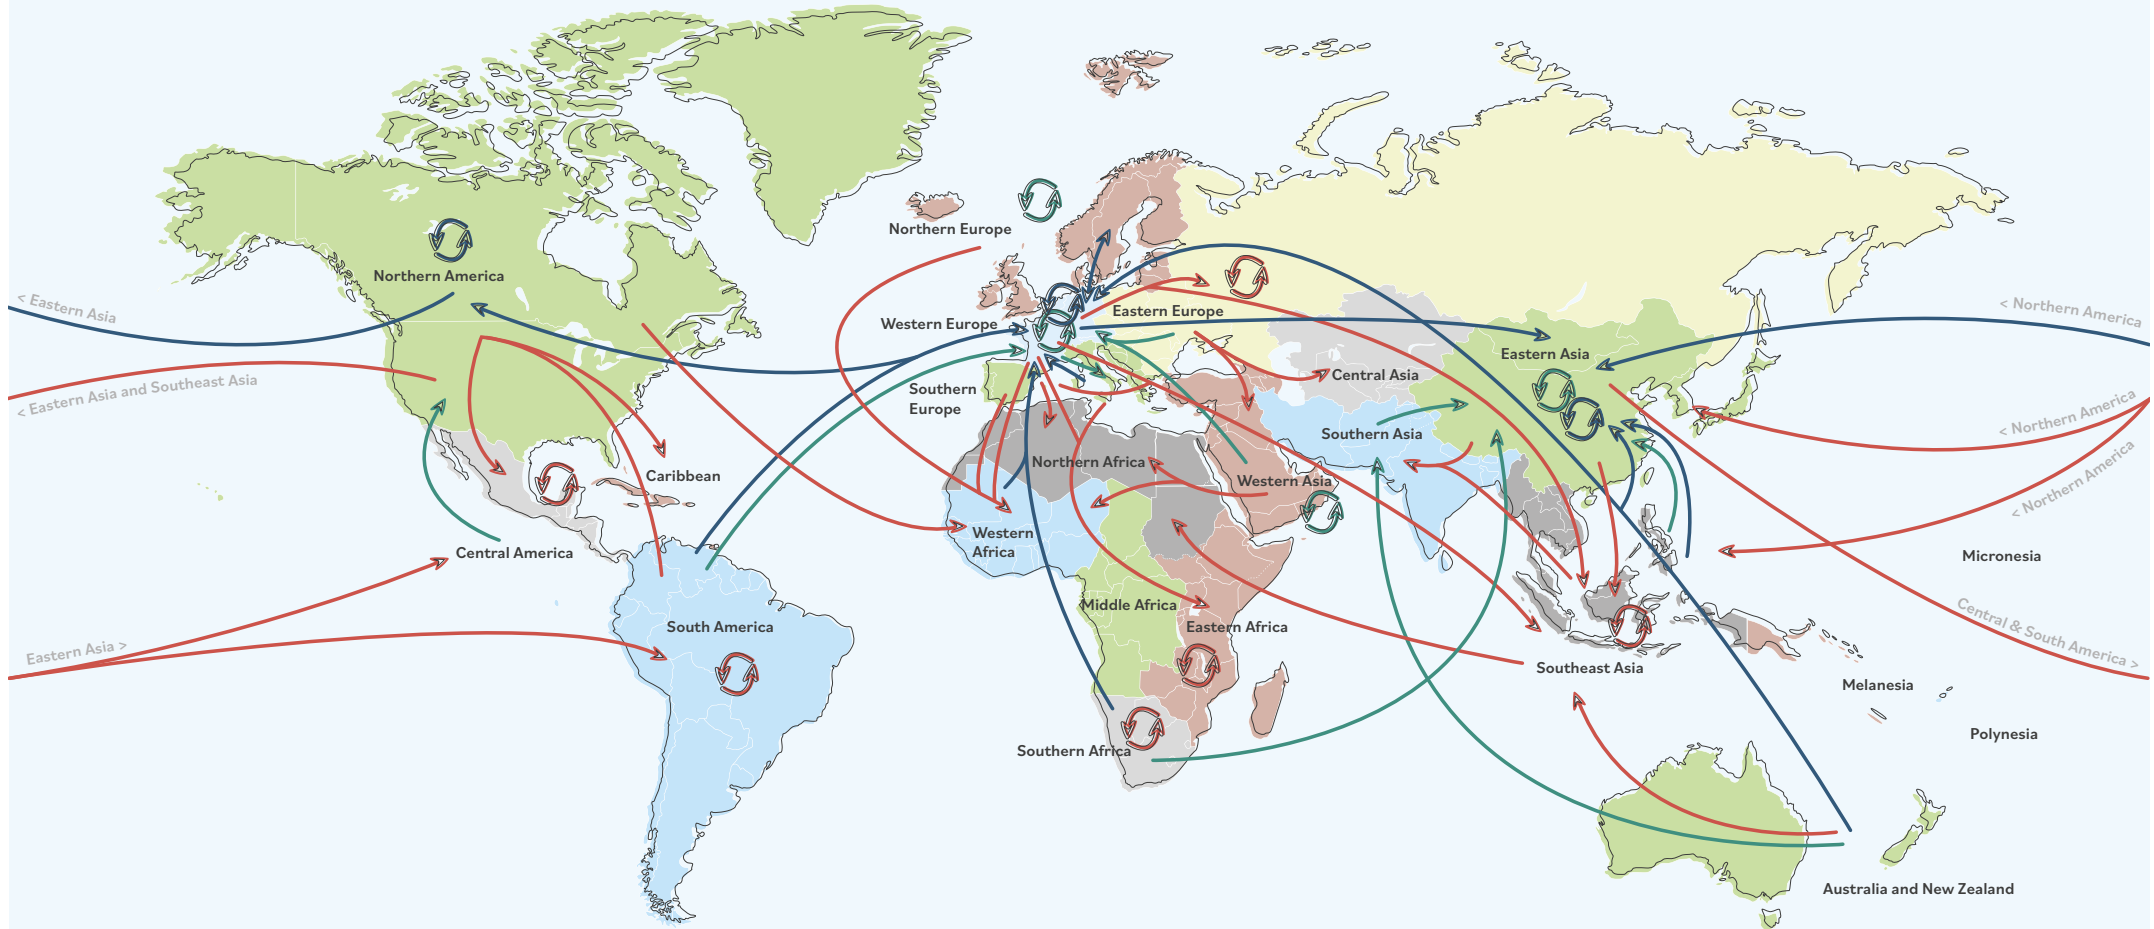 Northern Europe
Northern America
< Eastern Asia
< Northern America
Western Europe
Eastern Europe
Eastern Asia
Central Asia
< Eastern Asia and Southeast Asia
Southern
Europe
< Northern America
Southern Asia
Caribbean
Northern Africa
Western Asia
< Northern America
Western
Africa
Central America
Micronesia
Middle Africa
South America
Eastern Africa
Central & South America >
Eastern Asia >
Southeast Asia
Melanesia
Polynesia
Southern Africa
Australia and New Zealand